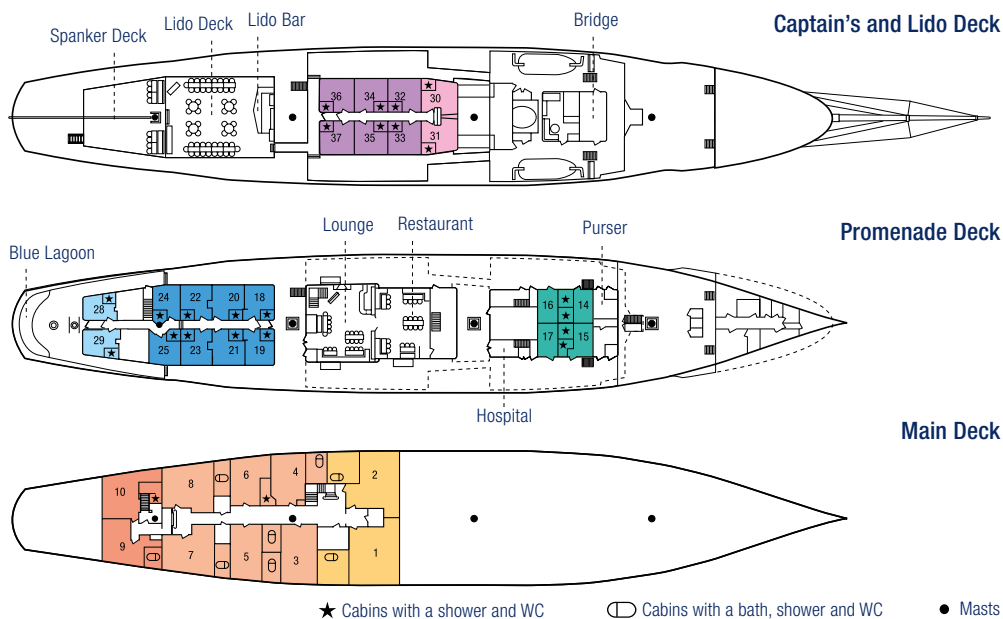 Captain's and Lido Deck
Spanker Deck
Lido Deck
Lido Bar
Bridge
36
34
32
30
37
35
33
31
Promenade Deck
Blue Lagoon
Lounge
Restaurant
Purser
28
24
22
20
18
16
14
29
25
23
21
19
17
15
Hospital
Main Deck
10
8
6
4
2
9
7
5
3
1
Cabins with a shower and WC
Cabins with a bath, shower and WC
Masts